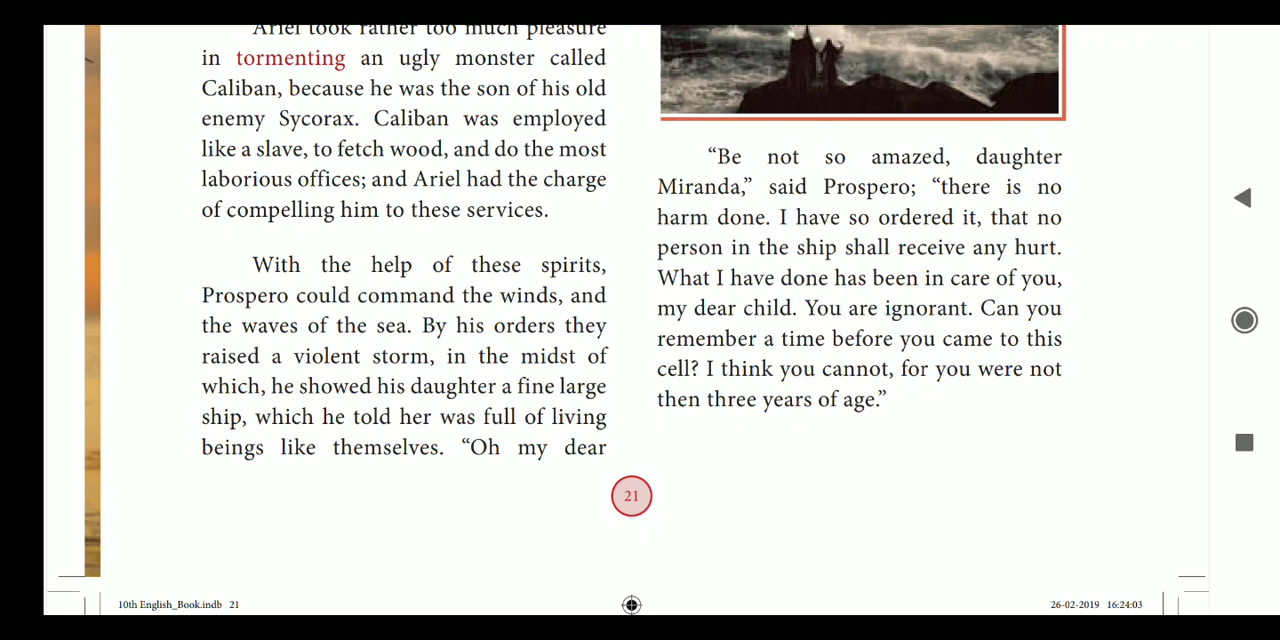 Ariel took rather too much pleasure
in tormenting an ugly monster called
Caliban, because he was the son of his old
enemy Sycorax. Caliban was employed
like a slave, to fetch wood, and do the most
laborious offices; and Ariel had the charge
of compelling him to these services.
With the help of these spirits,
Prospero could command the winds, and
the waves of the sea. By his orders they
raised a violent storm, in the midst of
which, he showed his daughter a fine large
ship, which he told her was full of living
beings like themselves. “Oh my dear
“Be not so amazed, daughter
Miranda,” said Prospero; “there is no
harm done. I have so ordered it, that no
person in the ship shall receive any hurt.
What I have done has been in care of you,
my dear child. You are ignorant. Can you
remember a time before you came to this
cell? I think you cannot, for you were not
then three years of age.”
21
10th English_Book.indb 21
26-02-2019 16:24:03